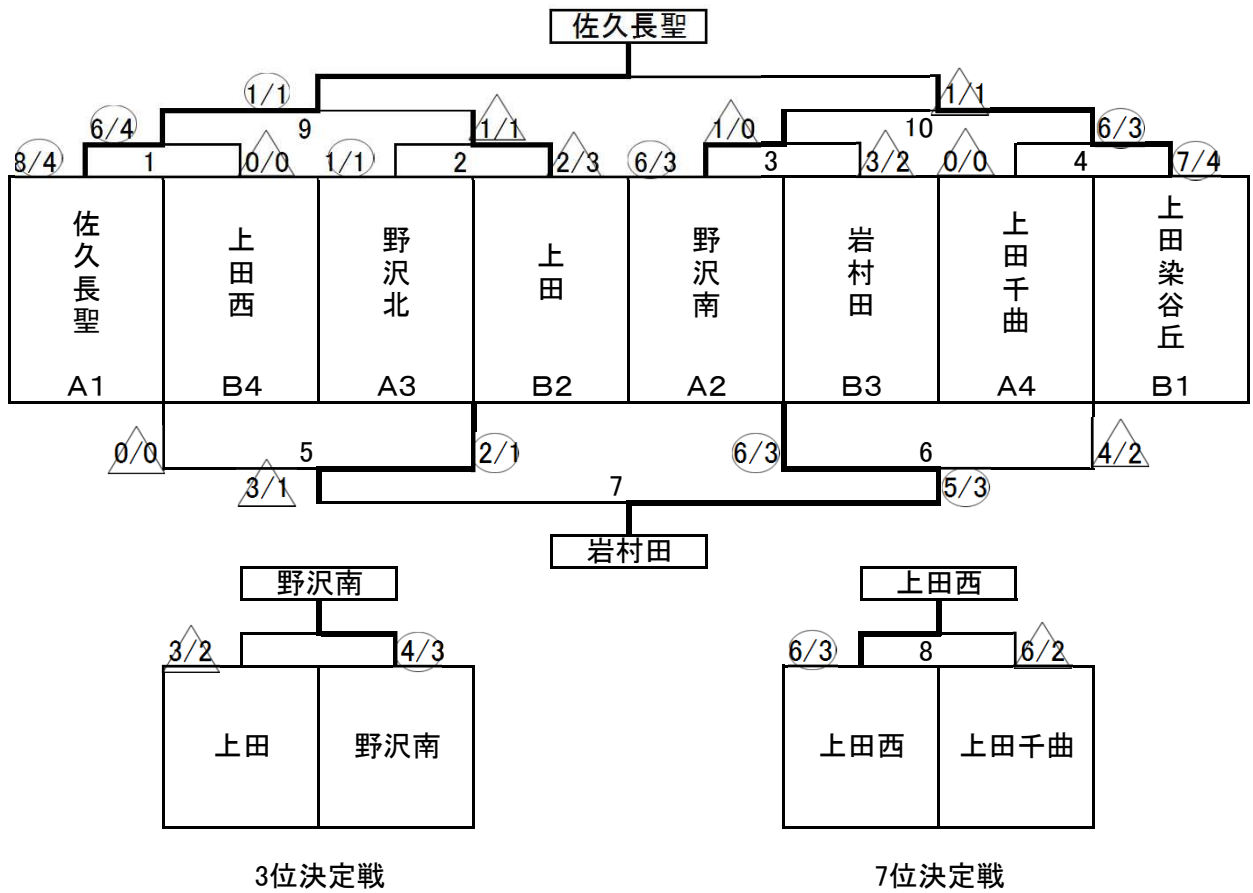 佐久長聖
1/1 1/1
6/4 9 1/1 1/0 10 6/3
8/4 1 0/0 1/1 2 2/3 6/3 3 3/2 0/0 4 7/4
佐久長聖
上田西
野沢北
上田
野沢南
岩村田
上田千曲
上田染谷丘
A1 B4 A3 B2 A2 B3 A4 B1
0/0 5 2/1 6/3 6 4/2
3/1 7 5/3
岩村田
野沢南 上田西
3/2 4/3 6/3 8 6/2
上田 野沢南 上田西 上田千曲
3位決定戦 7位決定戦